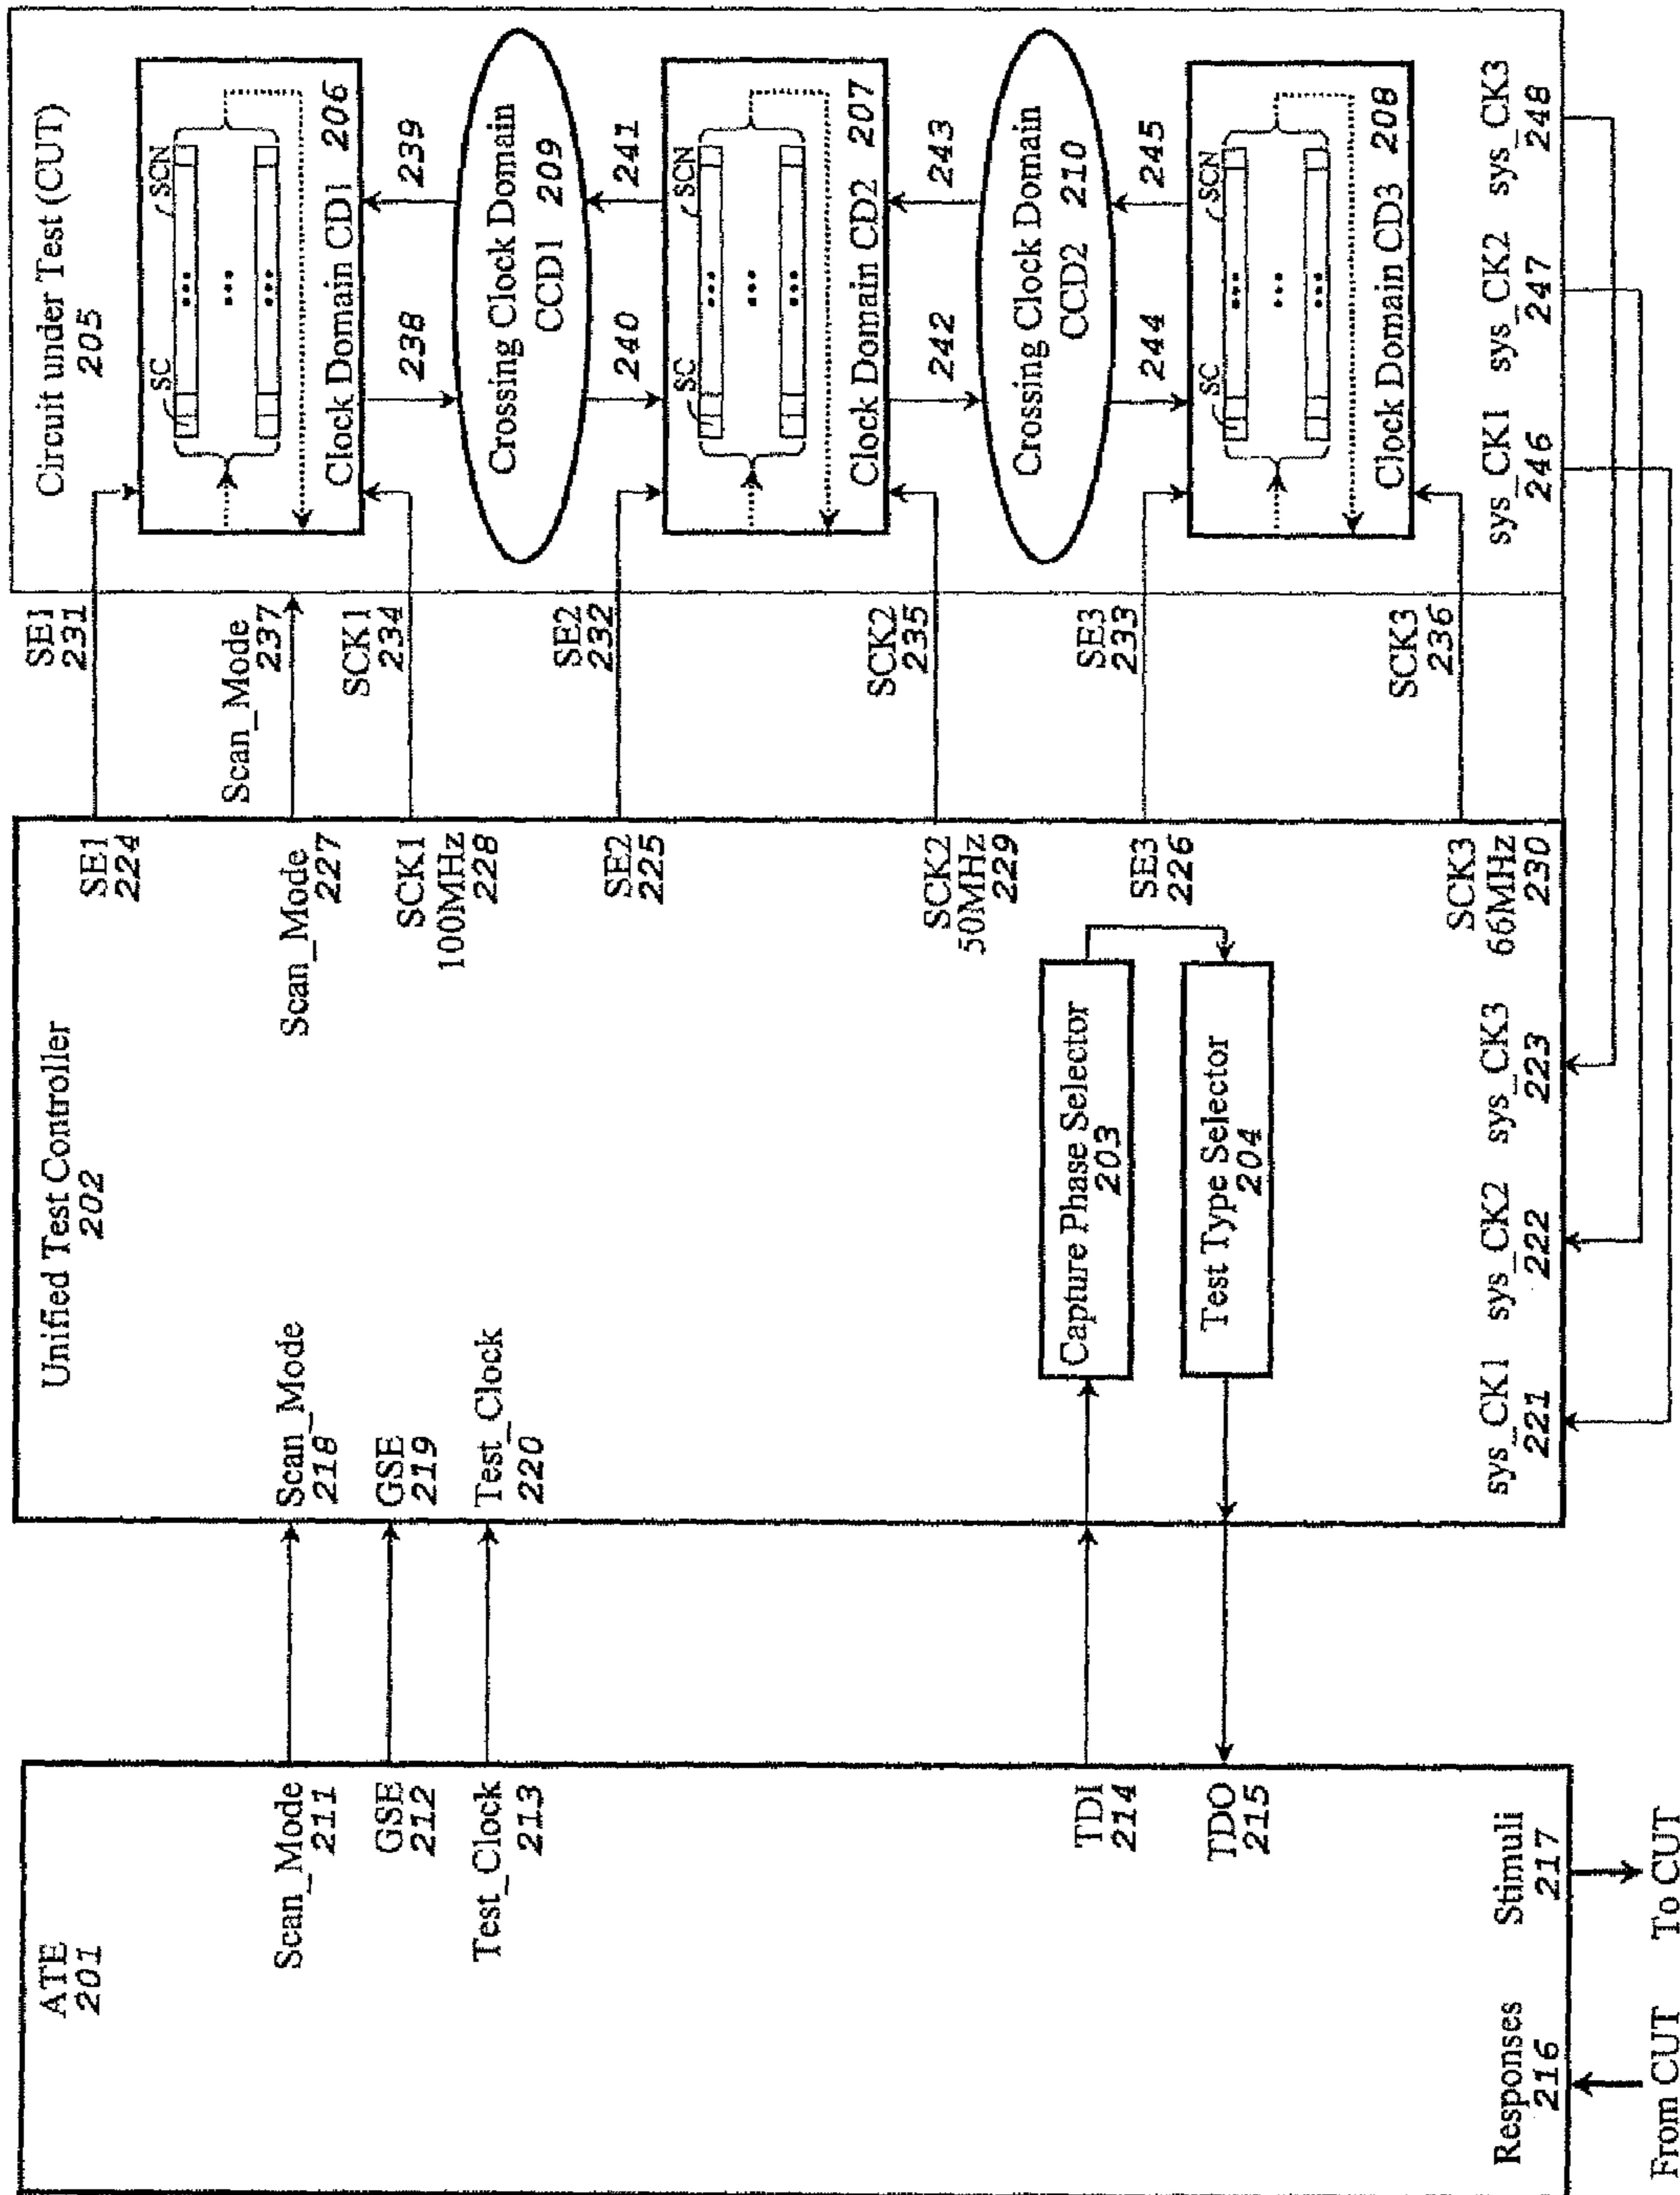 ATE
201
Scan_Mode
211
GSE
212
Test_Clock
213
TDI
214
TDO
215
Responses
216
Stimuli
217
From CUT
To CUT
Unified Test Controller
202
Scan_Mode
218
GSE
219
Test_Clock
220
Capture Phase Selector
203
Test Type Selector
204
sys_CK1
221
sys_CK2
222
sys_CK3
223
SE1
224
Scan_Mode
227
SCK1
100MHz
228
SE2
225
SCK2
50MHz
229
SE3
226
SCK3
66MHz
230
SE1
231
Scan_Mode
237
SCK1
234
SE2
232
SCK2
235
SE3
233
SCK3
236
Circuit under Test (CUT)
205
SC
SCN
Clock Domain CD1 206
238
239
Crossing Clock Domain
CCD1 209
240
241
SC
SCN
Clock Domain CD2 207
242
243
Crossing Clock Domain
CCD2 210
244
245
SC
SCN
Clock Domain CD3 208
sys_CK1
246
sys_CK2
247
sys_CK3
248